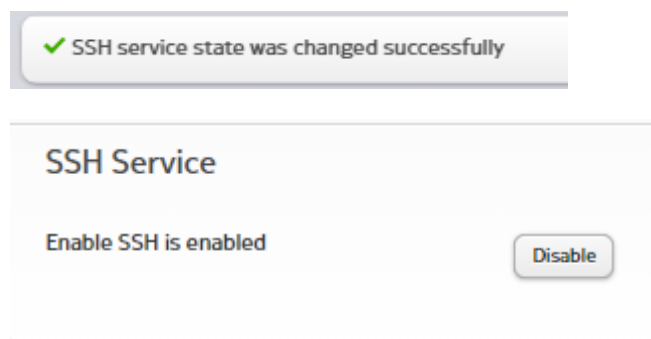 SSH service state was changed successfully
SSH Service
Enable SSH is enabled
Disable